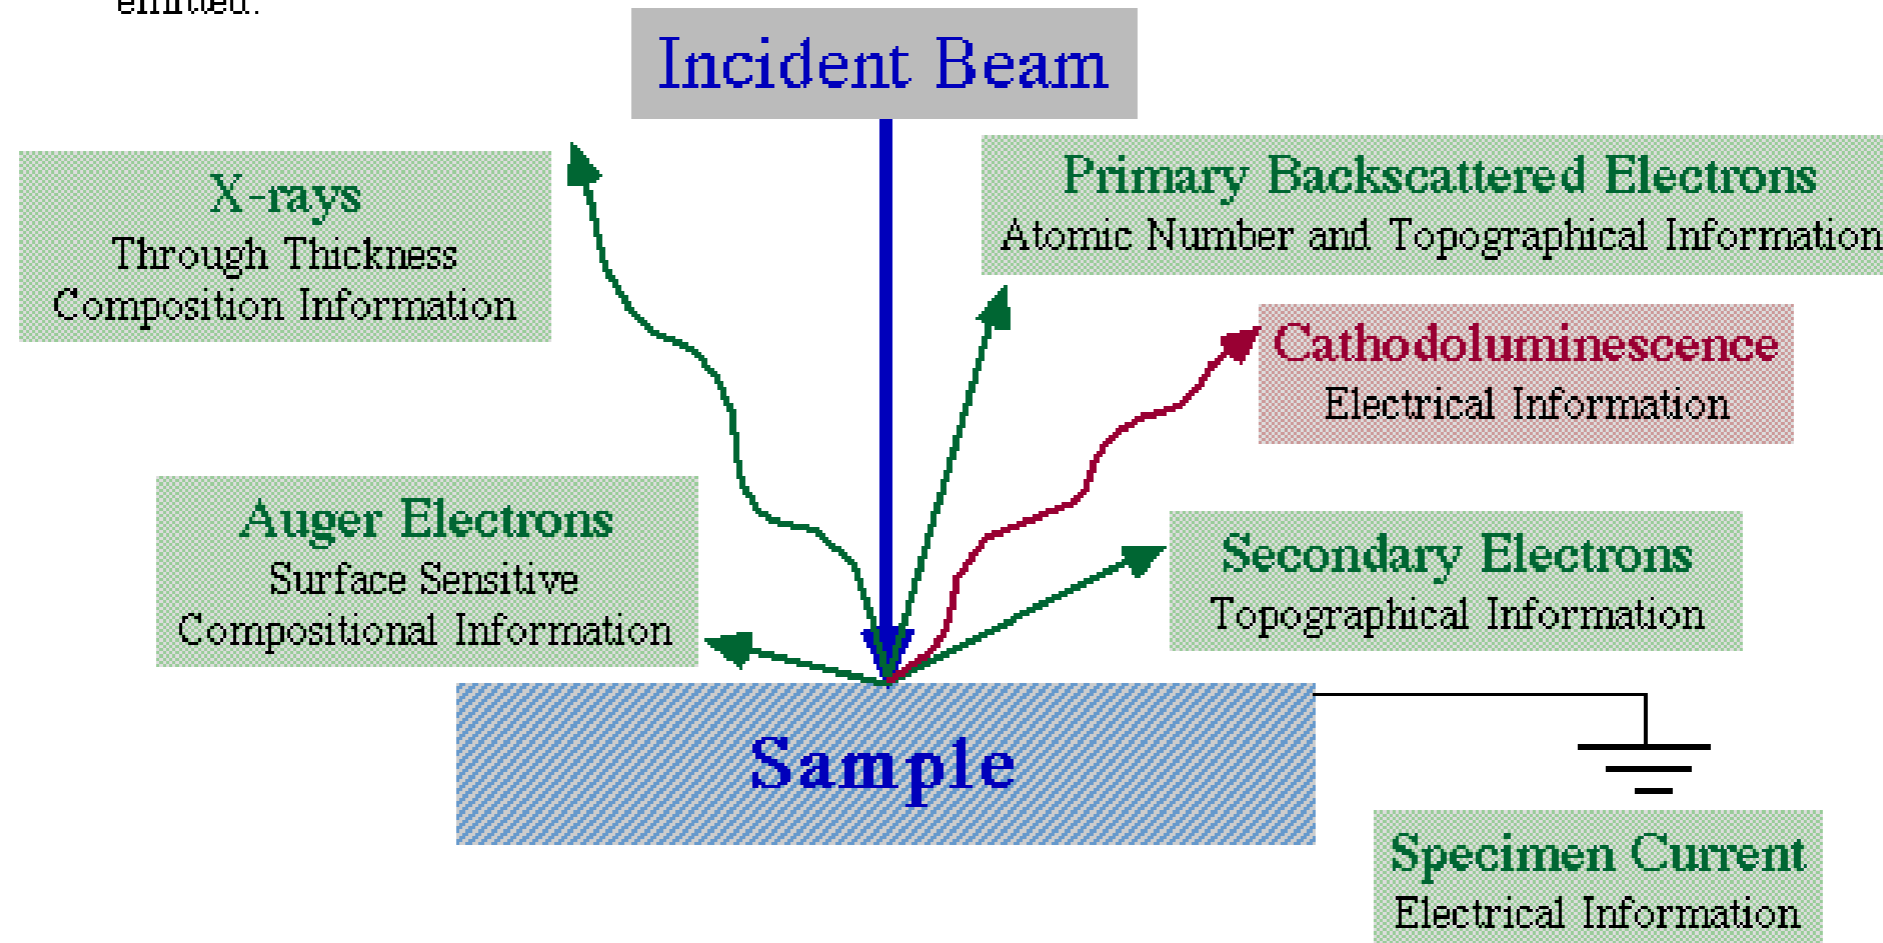 emitted.
Incident Beam
X-rays
Through Thickness
Composition Information
Primary Backscattered Electrons
Atomic Number and Topographical Information
Cathodoluminescence
Electrical Information
Auger Electrons
Surface Sensitive
Compositional Information
Secondary Electrons
Topographical Information
Sample
Specimen Current
Electrical Information